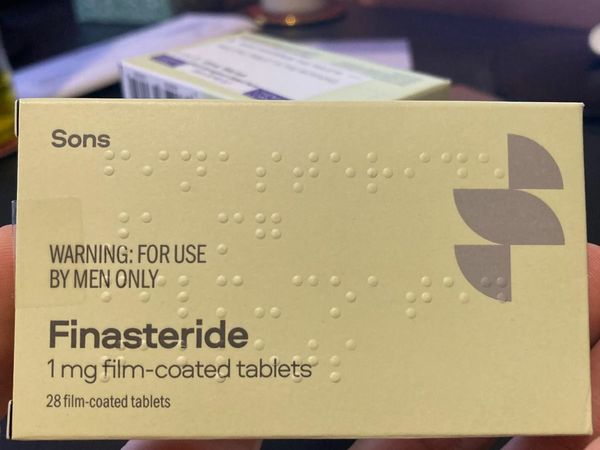 Sons
WARNING: FOR USE
BY MEN ONLY
Finasteride
1 mg film-coated tablets
28 film-coated tablets